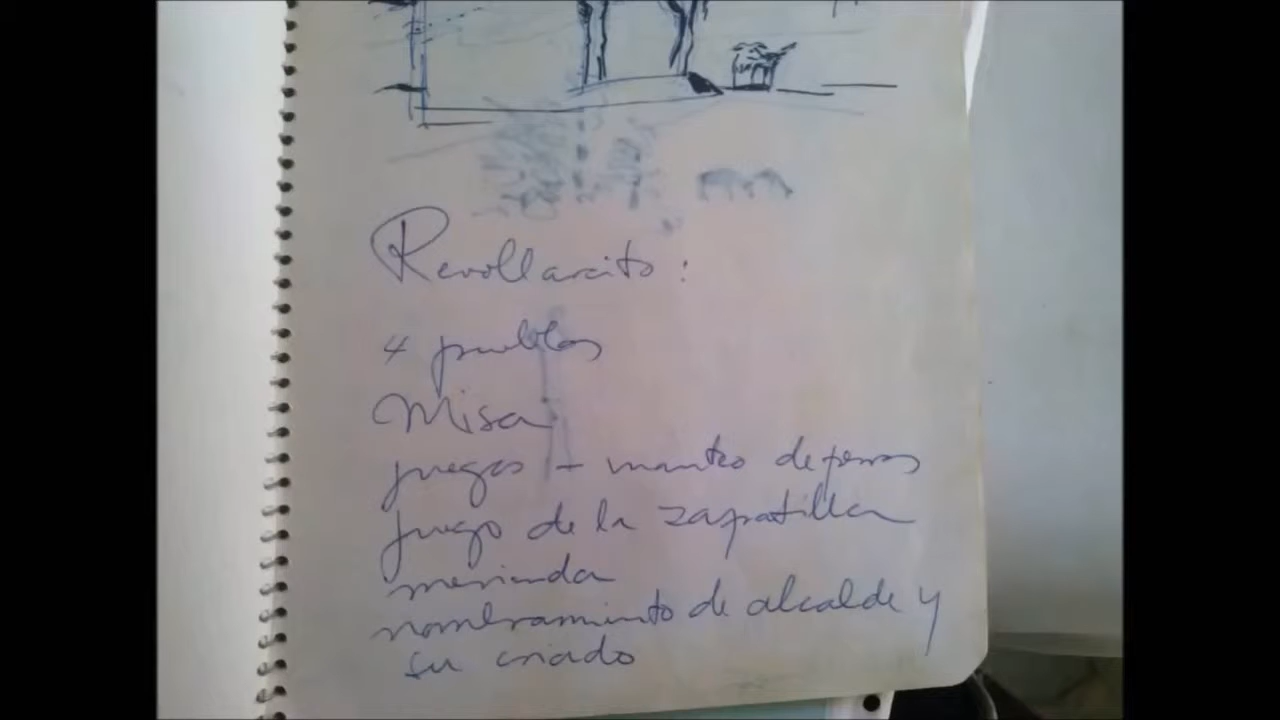 Revollarcito :
4 pueblos
Misa
juegos - manteo de perros
juego de la zapatilla
merienda
nombramiento de alcalde y
su criado